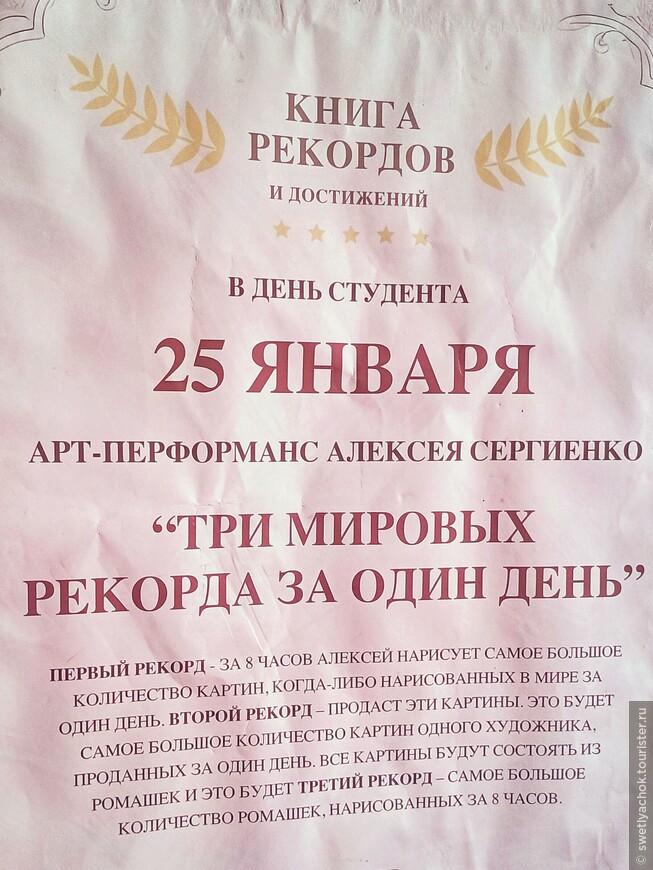 КНИГА
РЕКОРДОВ
И ДОСТИЖЕНИЙ
В ДЕНЬ СТУДЕНТА
25 ЯНВАРЯ
АРТ-ПЕРФОРМАНС АЛЕКСЕЯ СЕРГИЕНКО
“ТРИ МИРОВЫХ
РЕКОРДА ЗА ОДИН ДЕНЬ”
ПЕРВЫЙ РЕКОРД - ЗА 8 ЧАСОВ АЛЕКСЕЙ НАРИСУЕТ САМОЕ БОЛЬШОЕ
КОЛИЧЕСТВО КАРТИН, КОГДА-ЛИБО НАРИСОВАННЫХ В МИРЕ ЗА
ОДИН ДЕНЬ. ВТОРОЙ РЕКОРД – ПРОДАСТ ЭТИ КАРТИНЫ. ЭТО БУДЕТ
САМОЕ БОЛЬШОЕ КОЛИЧЕСТВО КАРТИН ОДНОГО ХУДОЖНИКА,
ПРОДАННЫХ ЗА ОДИН ДЕНЬ. ВСЕ КАРТИНЫ БУДУТ СОСТОЯТЬ ИЗ
РОМАШЕК И ЭТО БУДЕТ ТРЕТИЙ РЕКОРД – САМОЕ БОЛЬШОЕ
КОЛИЧЕСТВО РОМАШЕК, НАРИСОВАННЫХ ЗА 8 ЧАСОВ.
© swetlyachok.tourister.ru